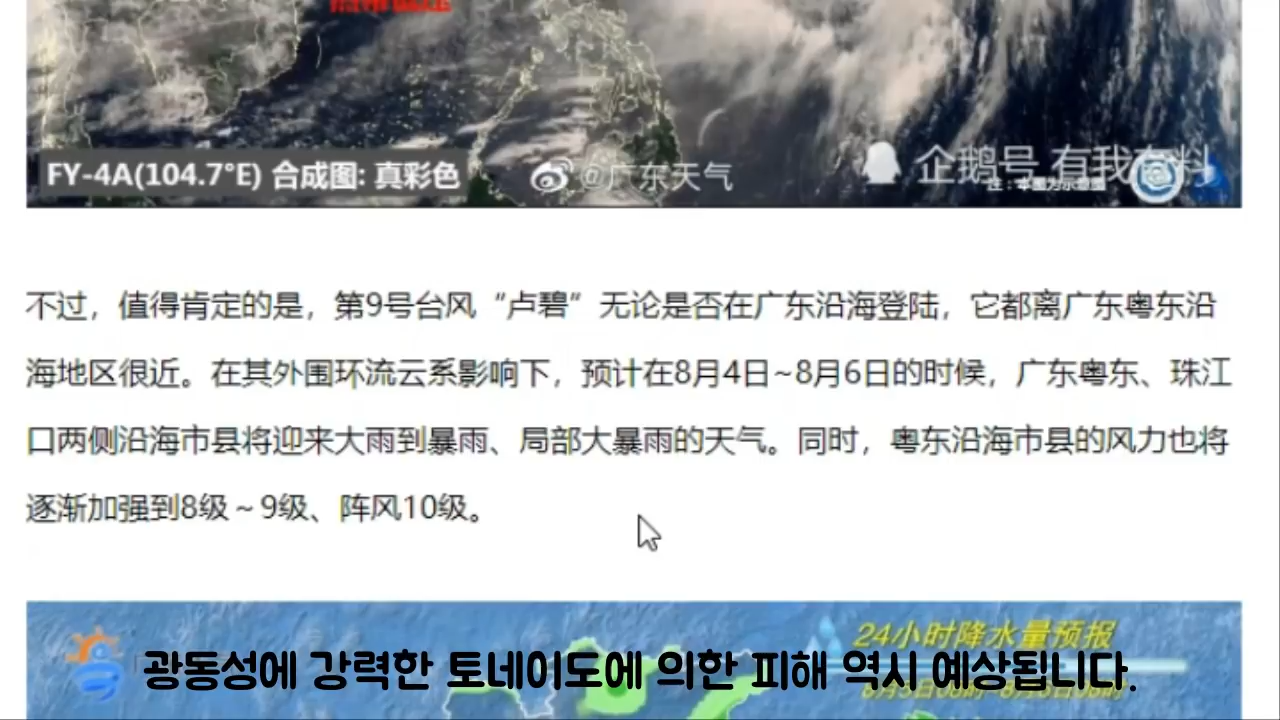 FY-4A(104.7°E) 合成图: 真彩色
@广东天气
企鹅号 有我有料
注：本图为示意图
不过，值得肯定的是，第9号台风“卢碧”无论是否在广东沿海登陆，它都离广东粤东沿
海地区很近。在其外围环流云系影响下，预计在8月4日~8月6日的时候，广东粤东、珠江
口两侧沿海市县将迎来大雨到暴雨、局部大暴雨的天气。同时，粤东沿海市县的风力也将
逐渐加强到8级～9级、阵风10级。
24小时降水量预报
광동성에 강력한 토네이도에 의한 피해 역시 예상됩니다.